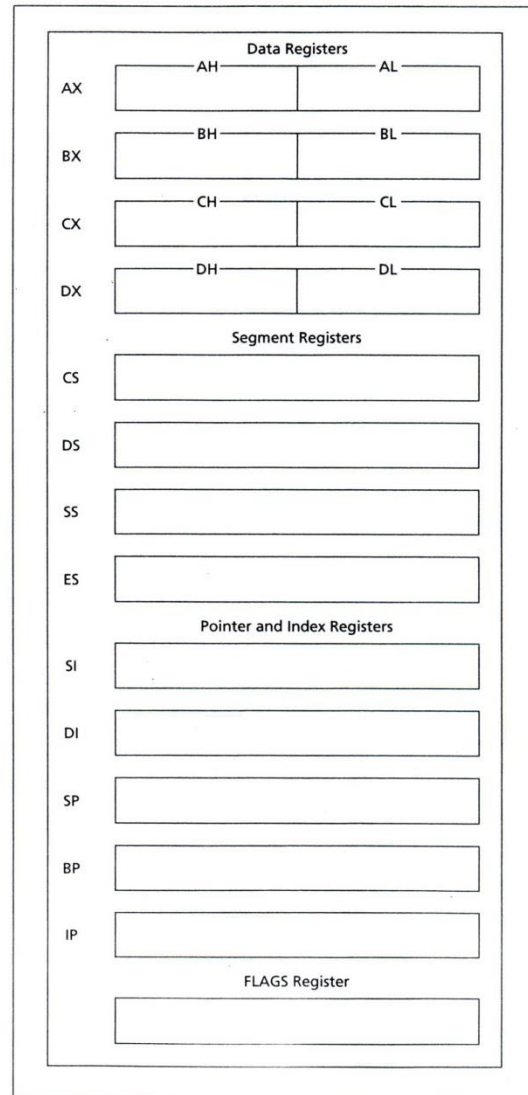 Data Registers
AH AL
AX
BH BL
BX
CH CL
CX
DH DL
DX
Segment Registers
CS
DS
SS
ES
Pointer and Index Registers
SI
DI
SP
BP
IP
FLAGS Register